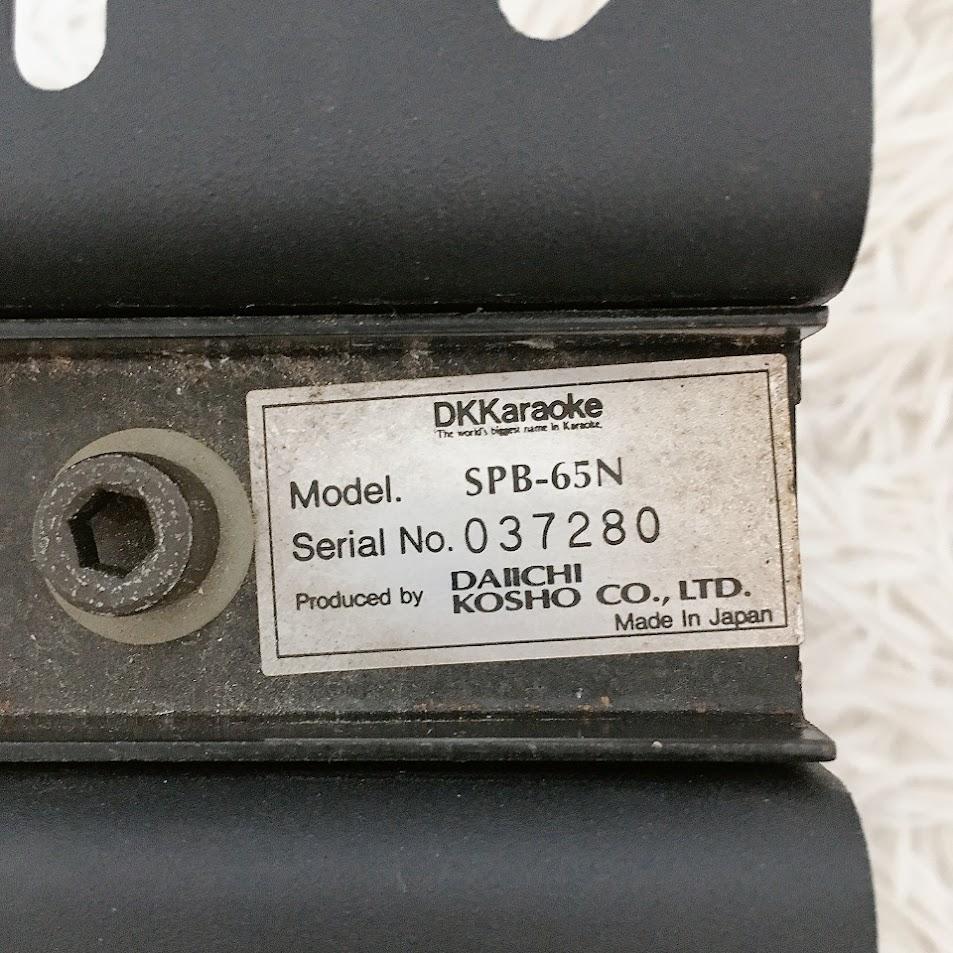 DKKaraoke
The world's biggest name in Karaoke.
Model. SPB-65N
Serial No. 037280
Produced by DAIICHI KOSHO CO., LTD.
Made In Japan